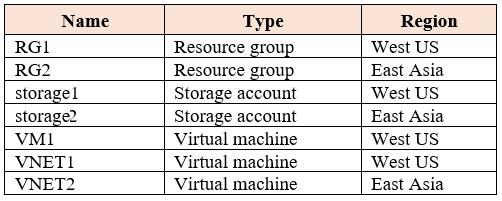 Name Type Region
RG1 Resource group West US
RG2 Resource group East Asia
storage1 Storage account West US
storage2 Storage account East Asia
VM1 Virtual machine West US
VNET1 Virtual machine West US
VNET2 Virtual machine East Asia